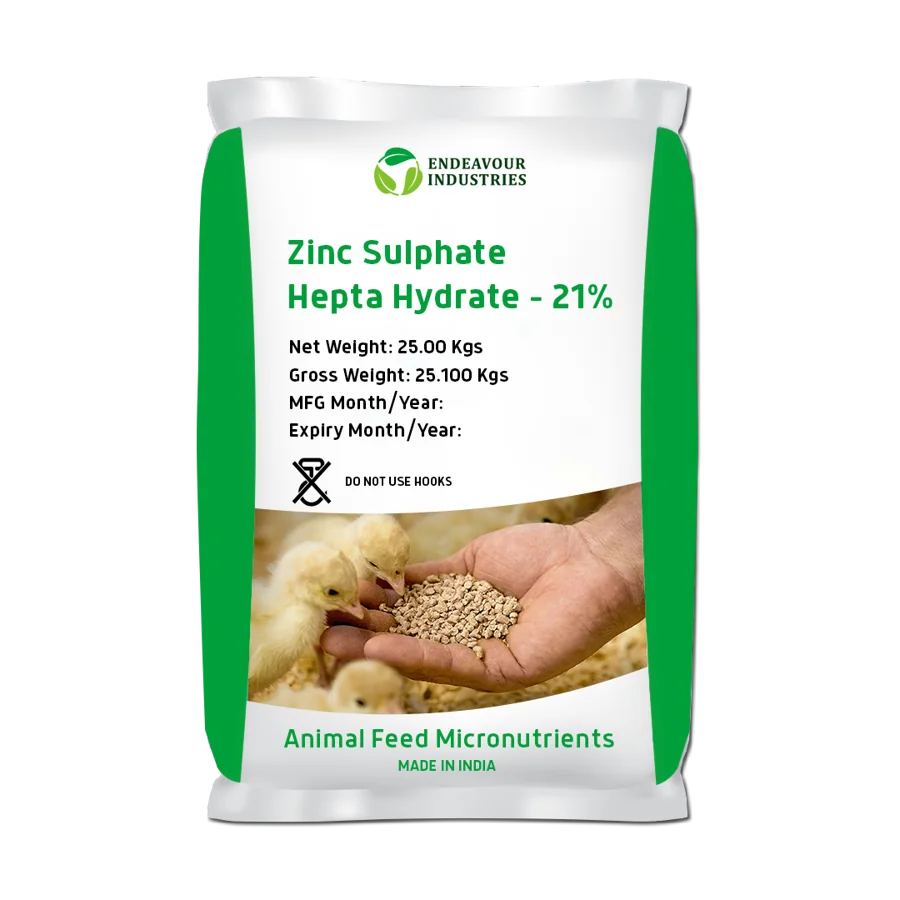 ENDEAVOUR
INDUSTRIES
Zinc Sulphate
Hepta Hydrate - 21%
Net Weight: 25.00 Kgs
Gross Weight: 25.100 Kgs
MFG Month/Year:
Expiry Month/Year:
DO NOT USE HOOKS
Animal Feed Micronutrients
MADE IN INDIA